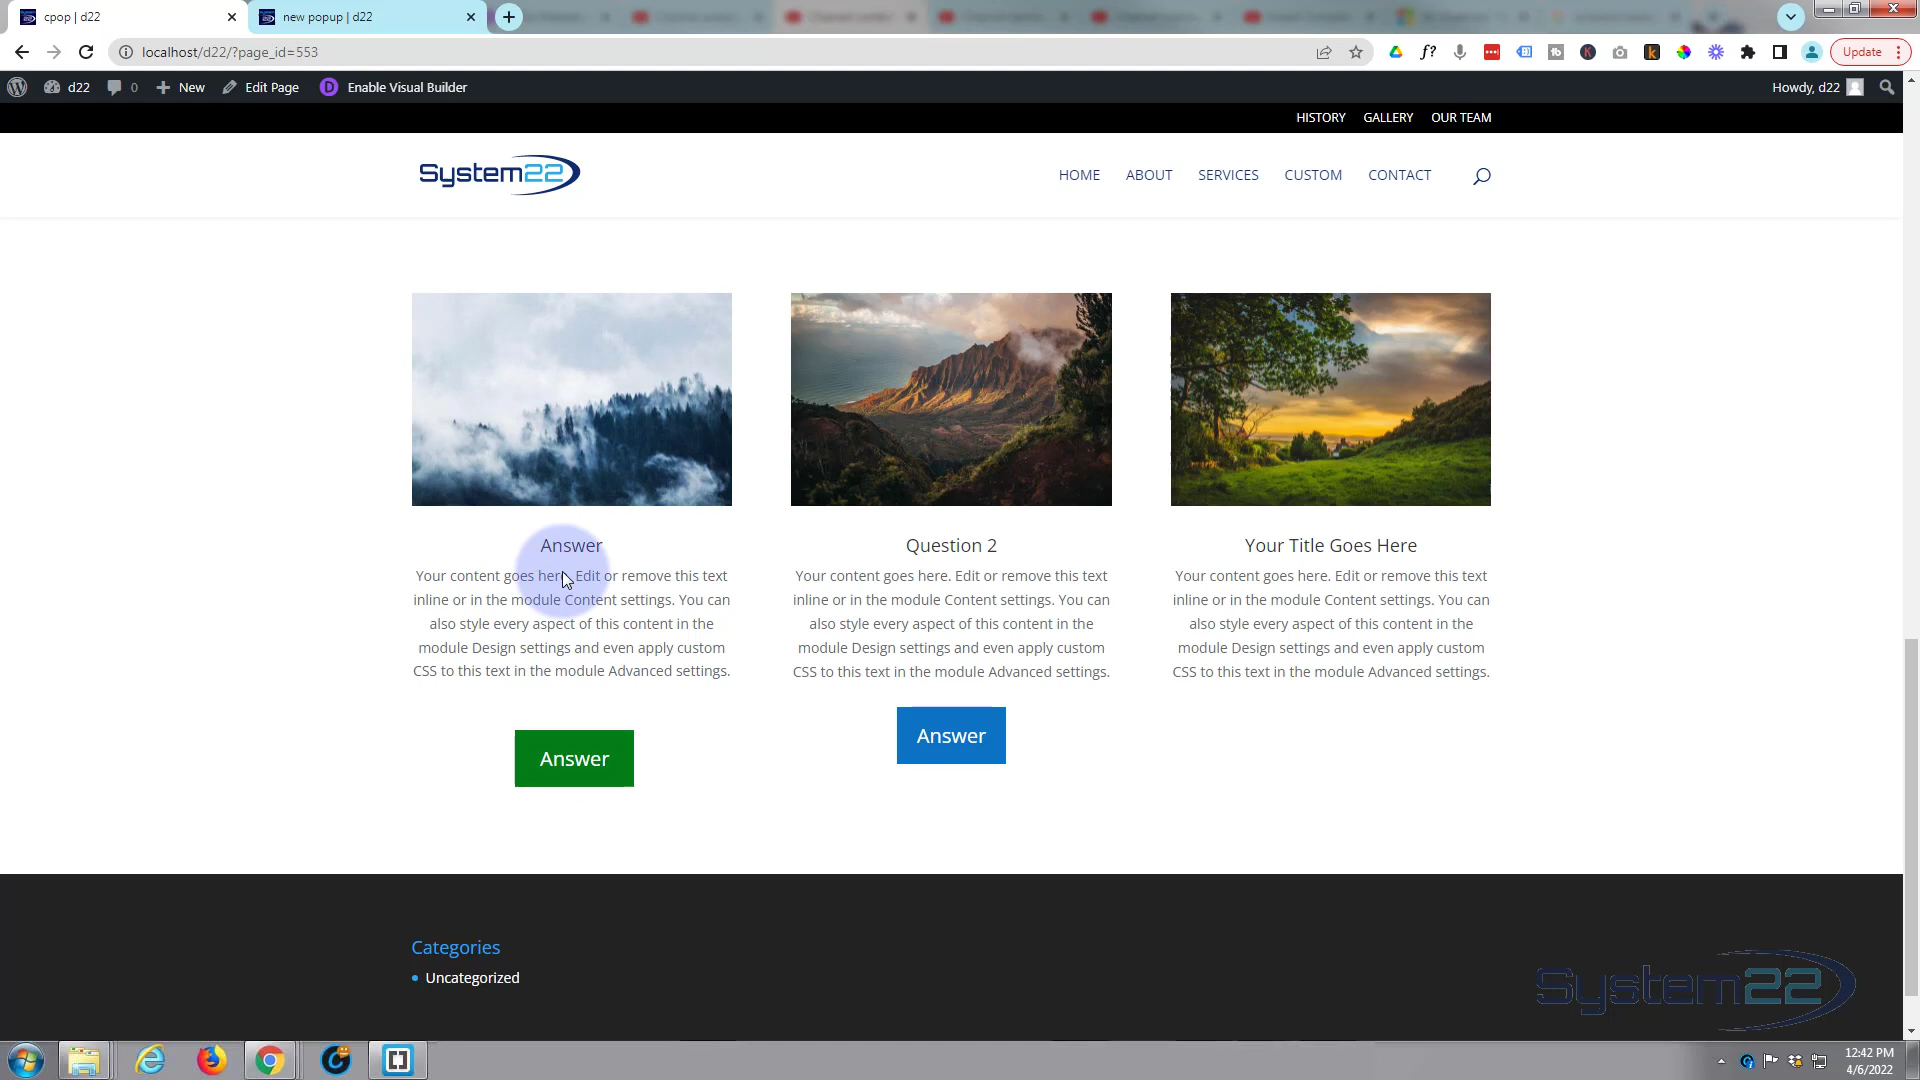 cpop | d22
new popup | d22
localhost/d22/?page_id=553
Update
d22
0
New
Edit Page
Enable Visual Builder
Howdy, d22
HISTORY
GALLERY
OUR TEAM
System22
HOME
ABOUT
SERVICES
CUSTOM
CONTACT
Answer
Your content goes here. Edit or remove this text
inline or in the module Content settings. You can
also style every aspect of this content in the
module Design settings and even apply custom
CSS to this text in the module Advanced settings.
Answer
Question 2
Your content goes here. Edit or remove this text
inline or in the module Content settings. You can
also style every aspect of this content in the
module Design settings and even apply custom
CSS to this text in the module Advanced settings.
Answer
Your Title Goes Here
Your content goes here. Edit or remove this text
inline or in the module Content settings. You can
also style every aspect of this content in the
module Design settings and even apply custom
CSS to this text in the module Advanced settings.
Categories
Uncategorized
System22
12:42 PM
4/6/2022